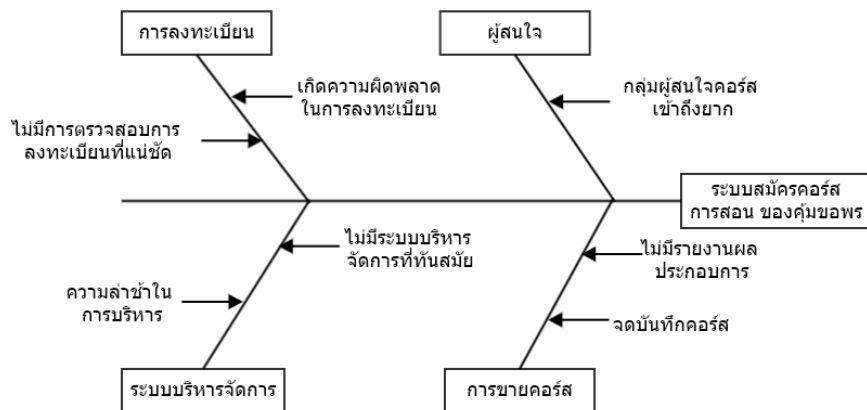 การลงทะเบียน
ผู้สนใจ
เกิดความผิดพลาด
ในการลงทะเบียน
กลุ่มผู้สนใจคอร์ส
เข้าถึงยาก
ไม่มีการตรวจสอบการ
ลงทะเบียนที่แน่ชัด
ระบบสมัครคอร์ส
การสอน ของคุ้มขอพร
ไม่มีระบบบริหาร
จัดการที่ทันสมัย
ไม่มีรายงานผล
ประกอบการ
ความล่าช้าใน
การบริหาร
จดบันทึกคอร์ส
ระบบบริหารจัดการ
การขายคอร์ส